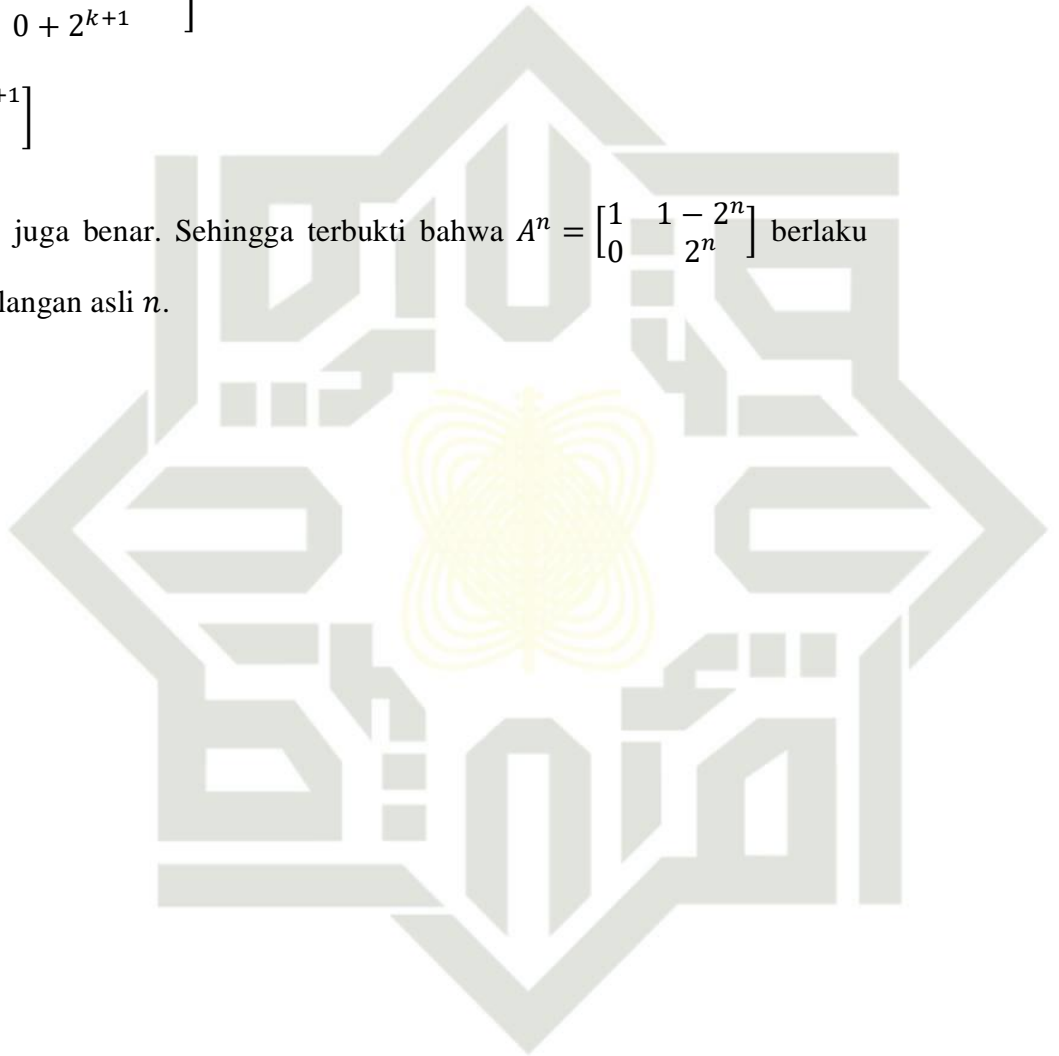 0 + 2^{k+1} ]
+1]
juga benar. Sehingga terbukti bahwa A^n = [1 1 − 2^n; 0 2^n] berlaku
langan asli n.